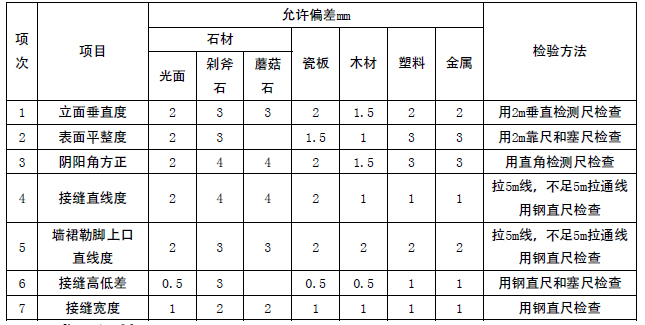 项次 项目 允许偏差mm 检验方法
石材 瓷板 木材 塑料 金属
光面 剁斧石 蘑菇石
1 立面垂直度 2 3 3 2 1.5 2 2 用2m垂直检测尺检查
2 表面平整度 2 3 1.5 1 3 3 用2m靠尺和塞尺检查
3 阴阳角方正 2 4 4 2 1.5 3 3 用直角检测尺检查
4 接缝直线度 2 4 4 2 1 1 1 拉5m线, 不足5m拉通线
用钢直尺检查
5 墙裙勒脚上口
直线度 2 3 3 2 2 2 2 拉5m线, 不足5m拉通线
用钢直尺检查
6 接缝高低差 0.5 3 0.5 0.5 1 1 用钢直尺和塞尺检查
7 接缝宽度 1 2 2 1 1 1 1 用钢直尺检查